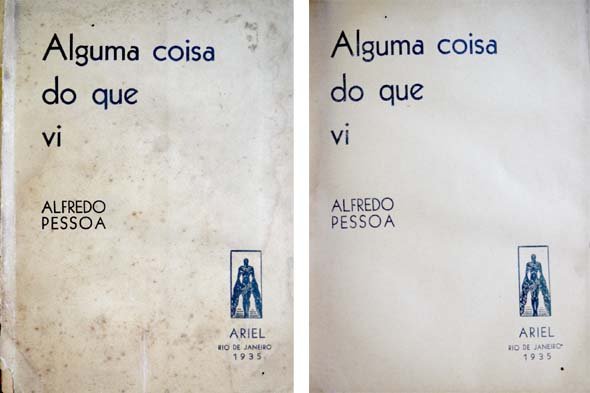 Alguma coisa
do que
vi
ALFREDO
PESSOA
ARIEL
RIO DE JANEIRO
1935
Alguma coisa
do que
vi
ALFREDO
PESSOA
ARIEL
RIO DE JANEIRO
1935